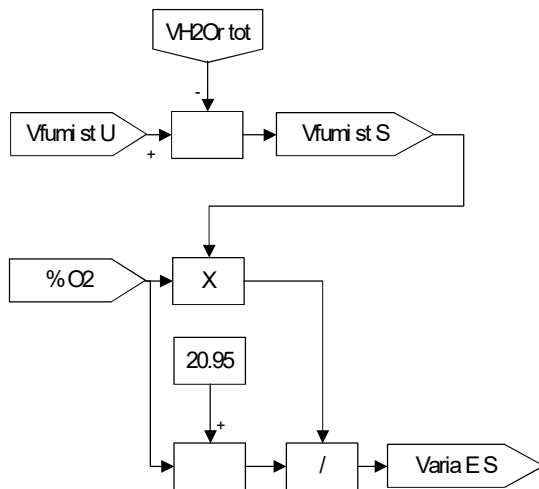 VH2Or tot
-
Vfumi st U
+
Vfumi st S
% O2
X
20.95
+
/
Varia E S